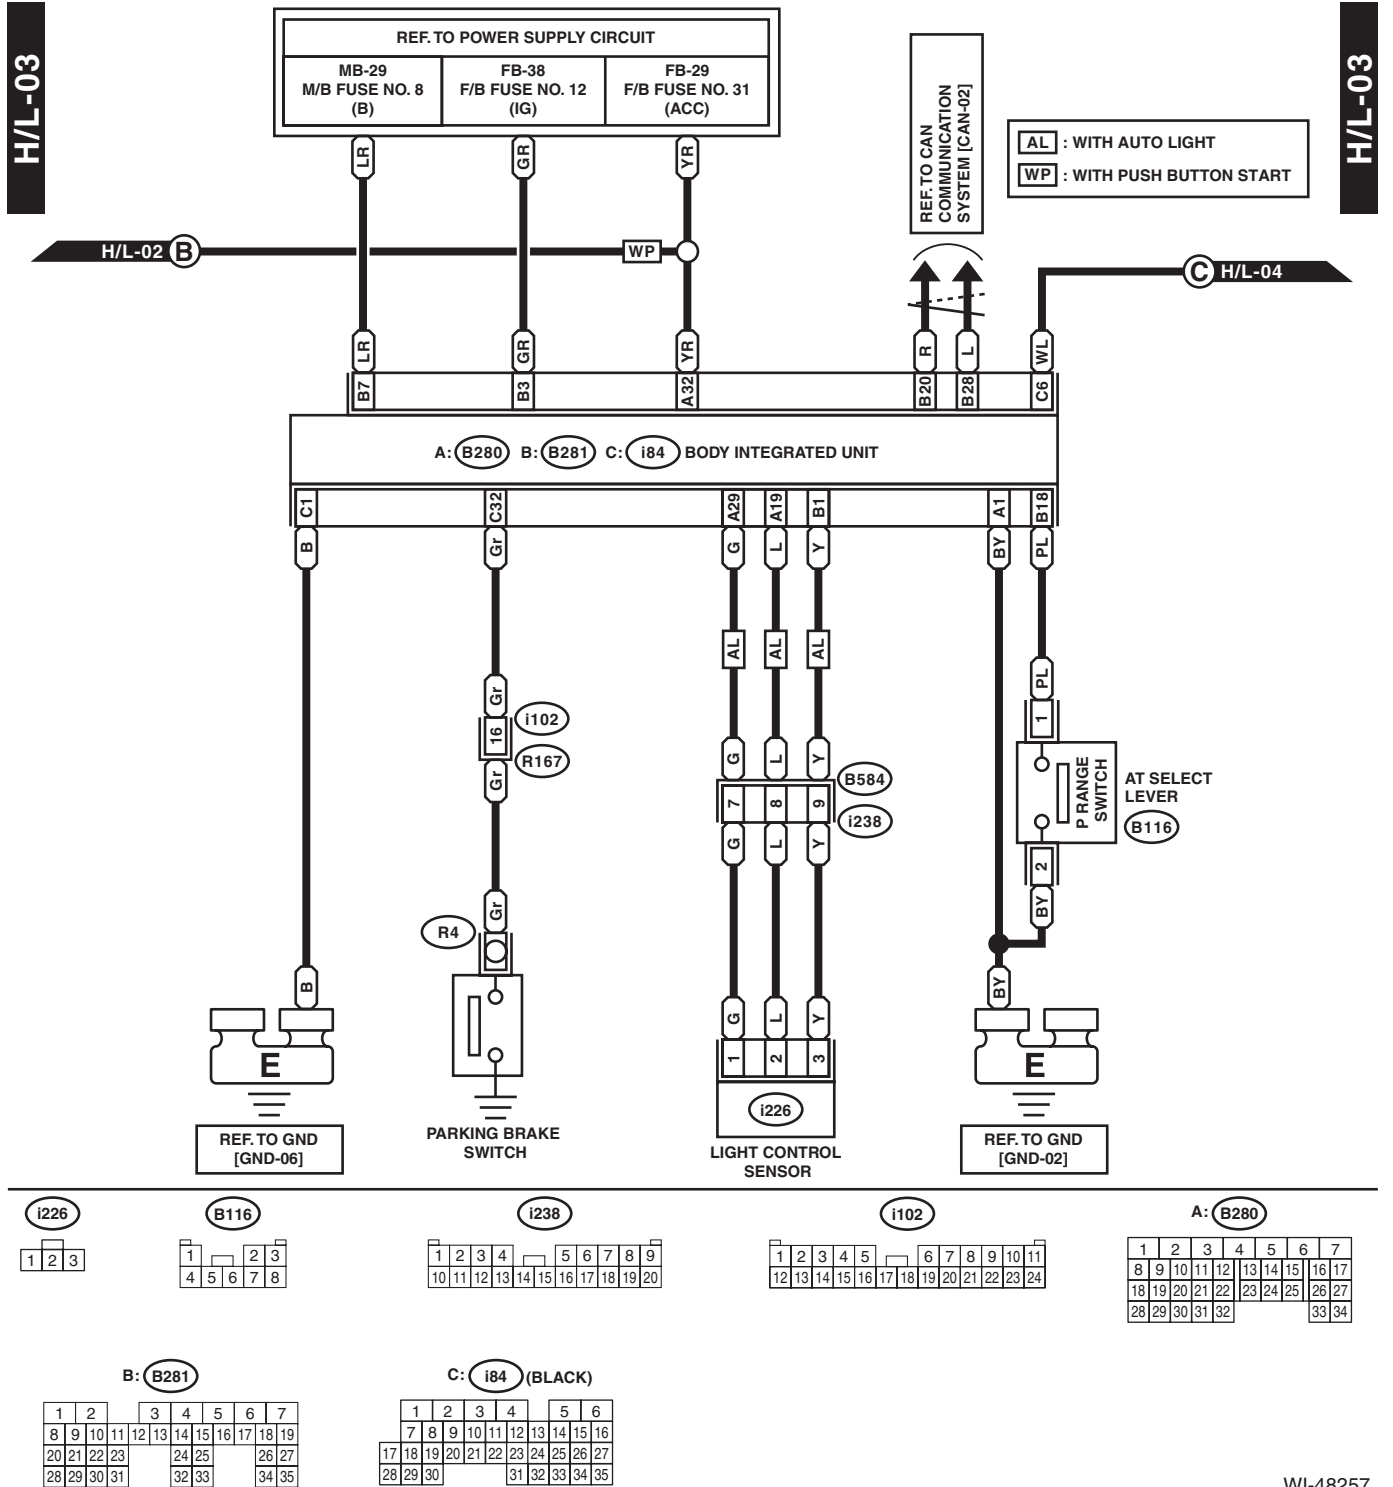 H/L-03
H/L-03
REF. TO POWER SUPPLY CIRCUIT
MB-29
M/B FUSE NO. 8
(B)
FB-38
F/B FUSE NO. 12
(IG)
FB-29
F/B FUSE NO. 31
(ACC)
REF. TO CAN
COMMUNICATION
SYSTEM [CAN-02]
AL : WITH AUTO LIGHT
WP : WITH PUSH BUTTON START
LR GR YR
H/L-02 B
WP
C H/L-04
LR GR YR R L WL
B7 B3 A32 B20 B28 C6
A: B280 B: B281 C: i84 BODY INTEGRATED UNIT
C1 C32 A29 A19 B1 A1 B18
B Gr G L Y BY PL
AL AL AL
Gr PL
16 i102
R167
1
Gr
G L Y
B584
7 8 9
i238
G L Y
P RANGE
SWITCH
AT SELECT
LEVER
B116
2
Gr BY
R4
B G L Y BY
1 2 3
E E
i226
REF. TO GND
[GND-06]
PARKING BRAKE
SWITCH
LIGHT CONTROL
SENSOR
REF. TO GND
[GND-02]
i226
1 2 3
B116
1 2 3
4 5 6 7 8
i238
1 2 3 4 5 6 7 8 9
10 11 12 13 14 15 16 17 18 19 20
i102
1 2 3 4 5 6 7 8 9 10 11
12 13 14 15 16 17 18 19 20 21 22 23 24
A: B280
1 2 3 4 5 6 7
8 9 10 11 12 13 14 15 16 17
18 19 20 21 22 23 24 25 26 27
28 29 30 31 32 33 34
B: B281
1 2 3 4 5 6 7
8 9 10 11 12 13 14 15 16 17 18 19
20 21 22 23 24 25 26 27
28 29 30 31 32 33 34 35
C: i84 (BLACK)
1 2 3 4 5 6
7 8 9 10 11 12 13 14 15 16
17 18 19 20 21 22 23 24 25 26 27
28 29 30 31 32 33 34 35
WI-48257